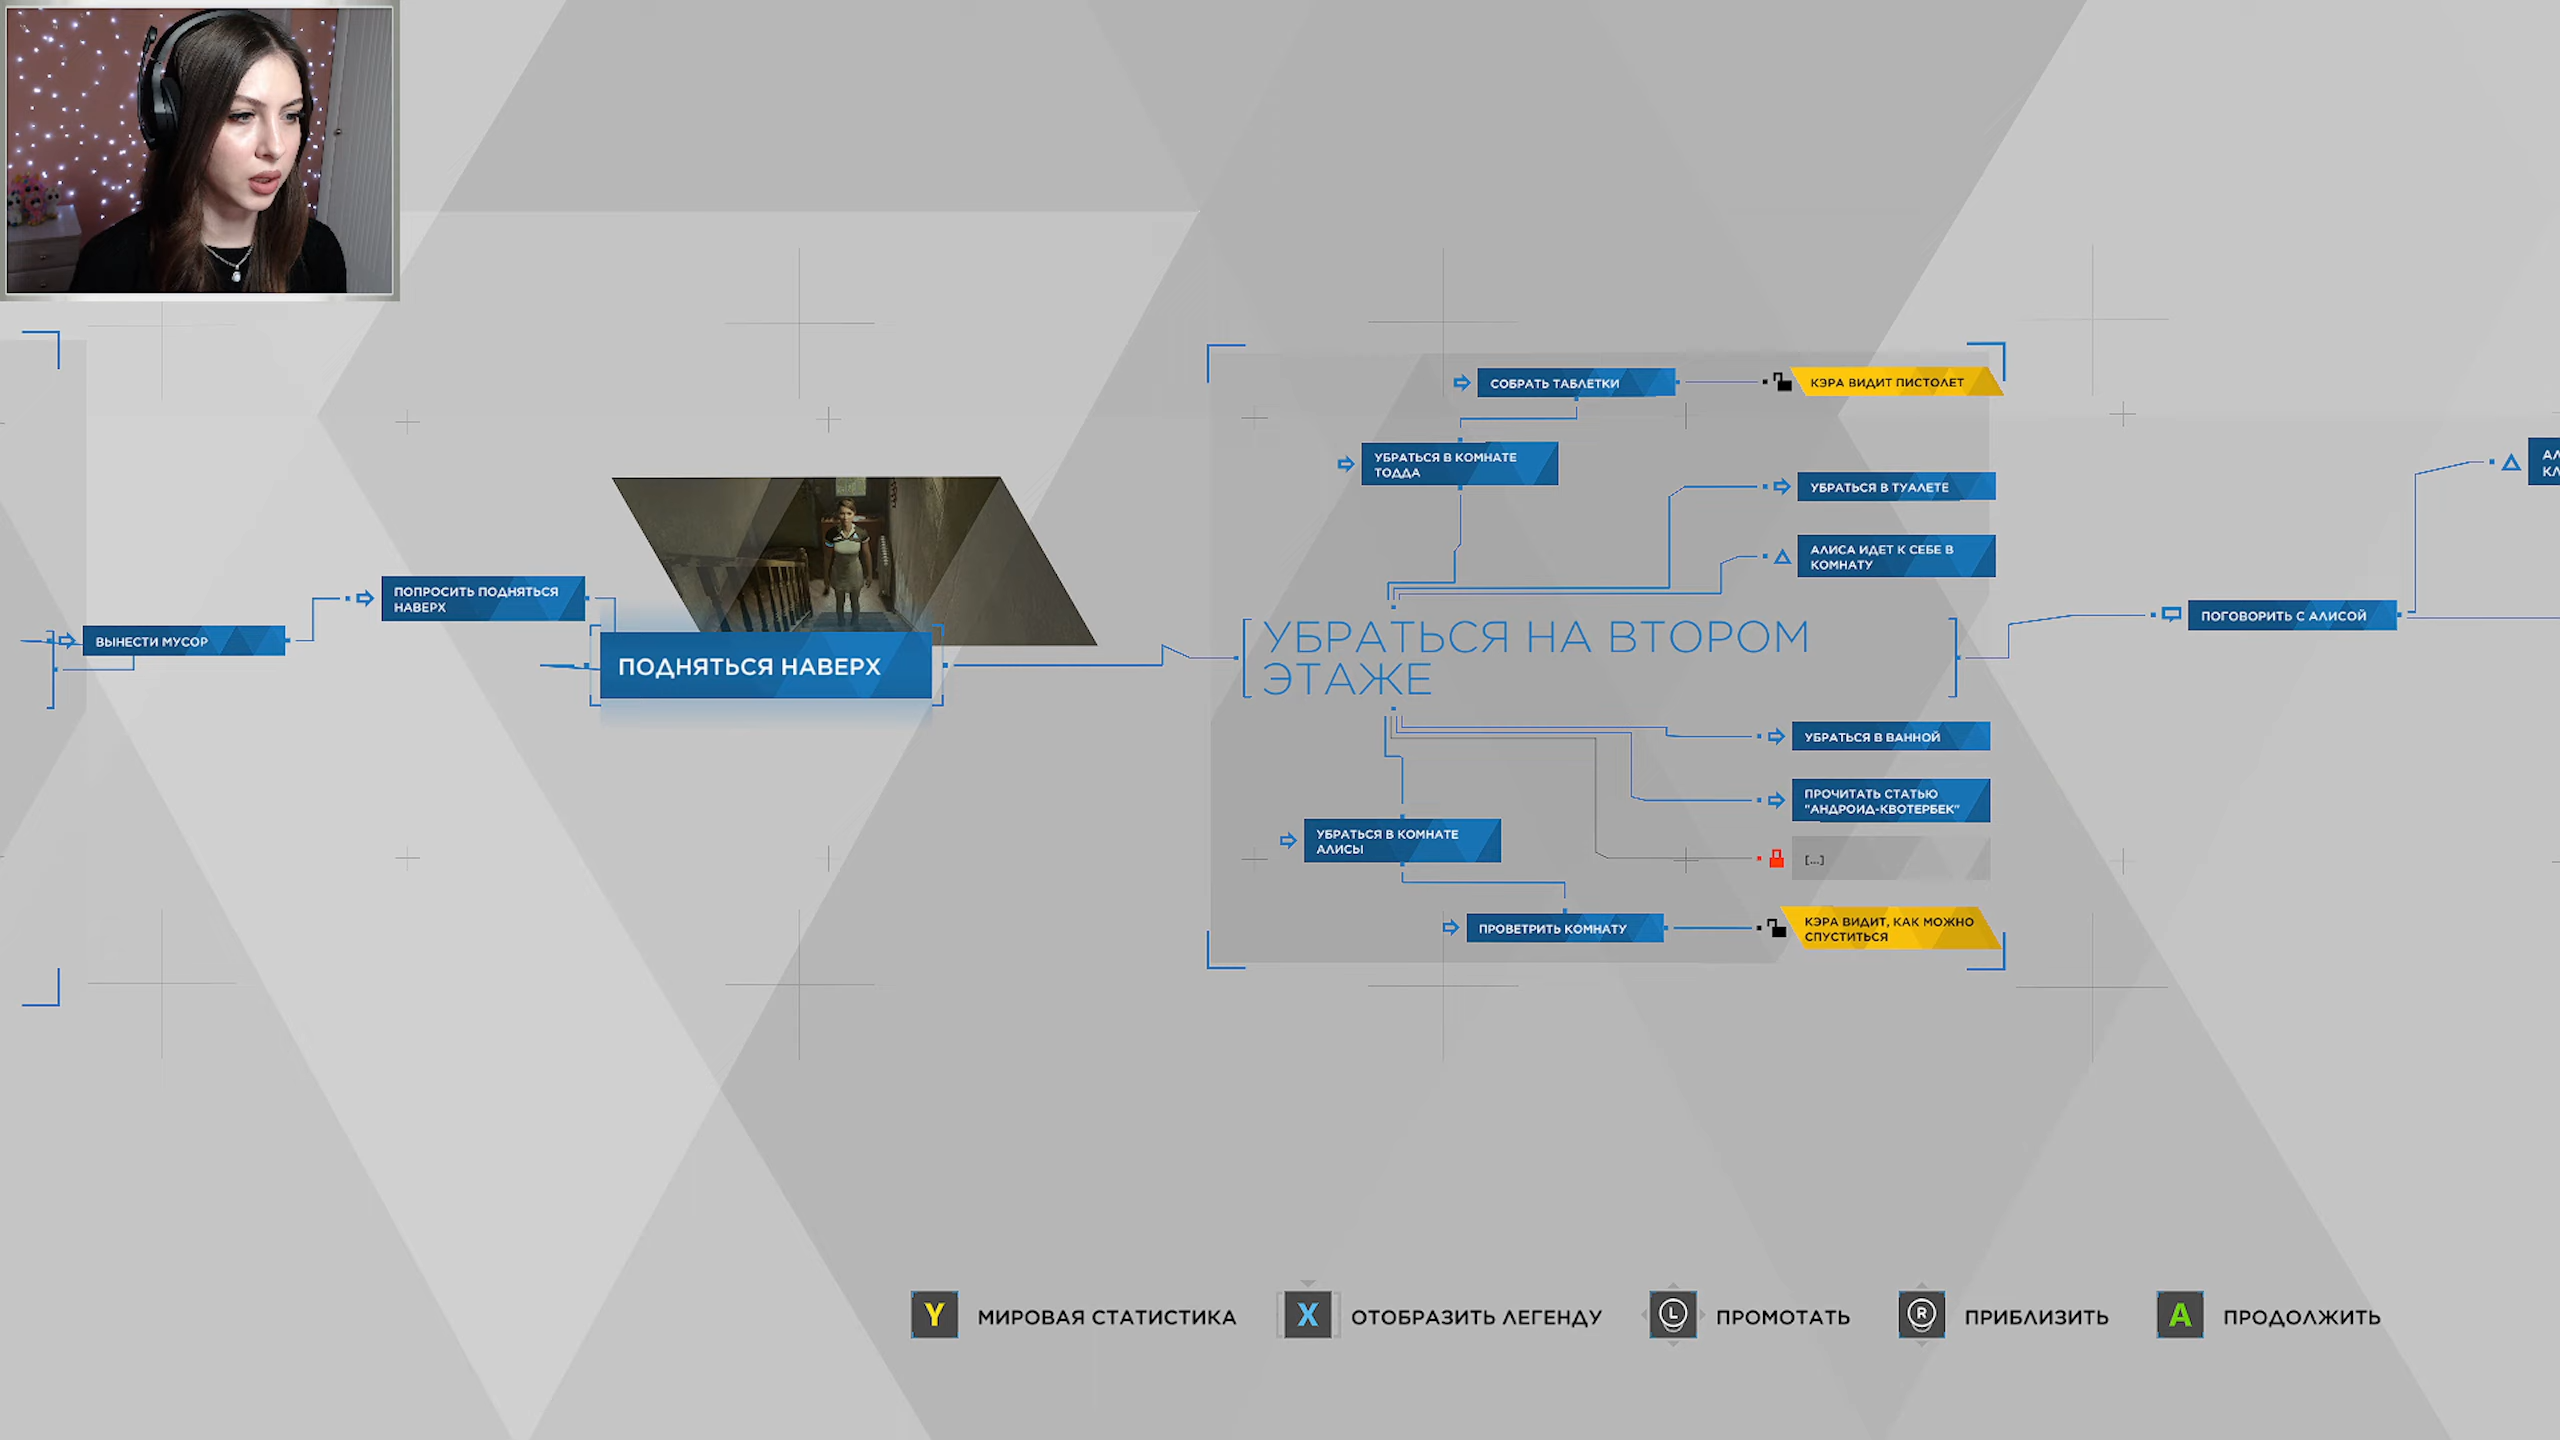 СОБРАТЬ ТАБЛЕТКИ
КЭРА ВИДИТ ПИСТОЛЕТ
УБРАТЬСЯ В КОМНАТЕ
ТОДДА
УБРАТЬСЯ В ТУАЛЕТЕ
АЛИСА ИДЕТ К СЕБЕ В
КОМНАТУ
ВЫНЕСТИ МУСОР
ПОПРОСИТЬ ПОДНЯТЬСЯ
НАВЕРХ
ПОДНЯТЬСЯ НАВЕРХ
УБРАТЬСЯ НА ВТОРОМ
ЭТАЖЕ
ПОГОВОРИТЬ С АЛИСОЙ
УБРАТЬСЯ В ВАННОЙ
ПРОЧИТАТЬ СТАТЬЮ
"АНДРОИД-КВОТЕРБЕК"
УБРАТЬСЯ В КОМНАТЕ
АЛИСЫ
[...]
ПРОВЕТРИТЬ КОМНАТУ
КЭРА ВИДИТ, КАК МОЖНО
СПУСТИТЬСЯ
Y МИРОВАЯ СТАТИСТИКА
X ОТОБРАЗИТЬ ЛЕГЕНДУ
L ПРОМОТАТЬ
R ПРИБЛИЗИТЬ
A ПРОДОЛЖИТЬ